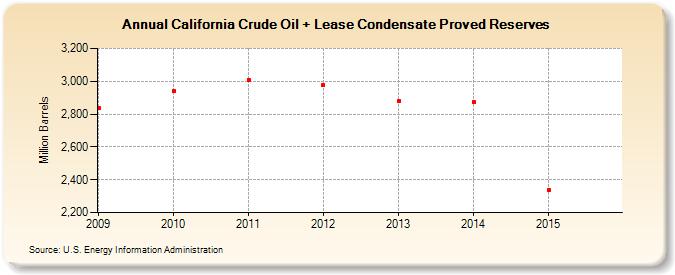 Annual California Crude Oil + Lease Condensate Proved Reserves
Million Barrels
3,200
3,000
2,800
2,600
2,400
2,200
2009 2010 2011 2012 2013 2014 2015
Source: U.S. Energy Information Administration